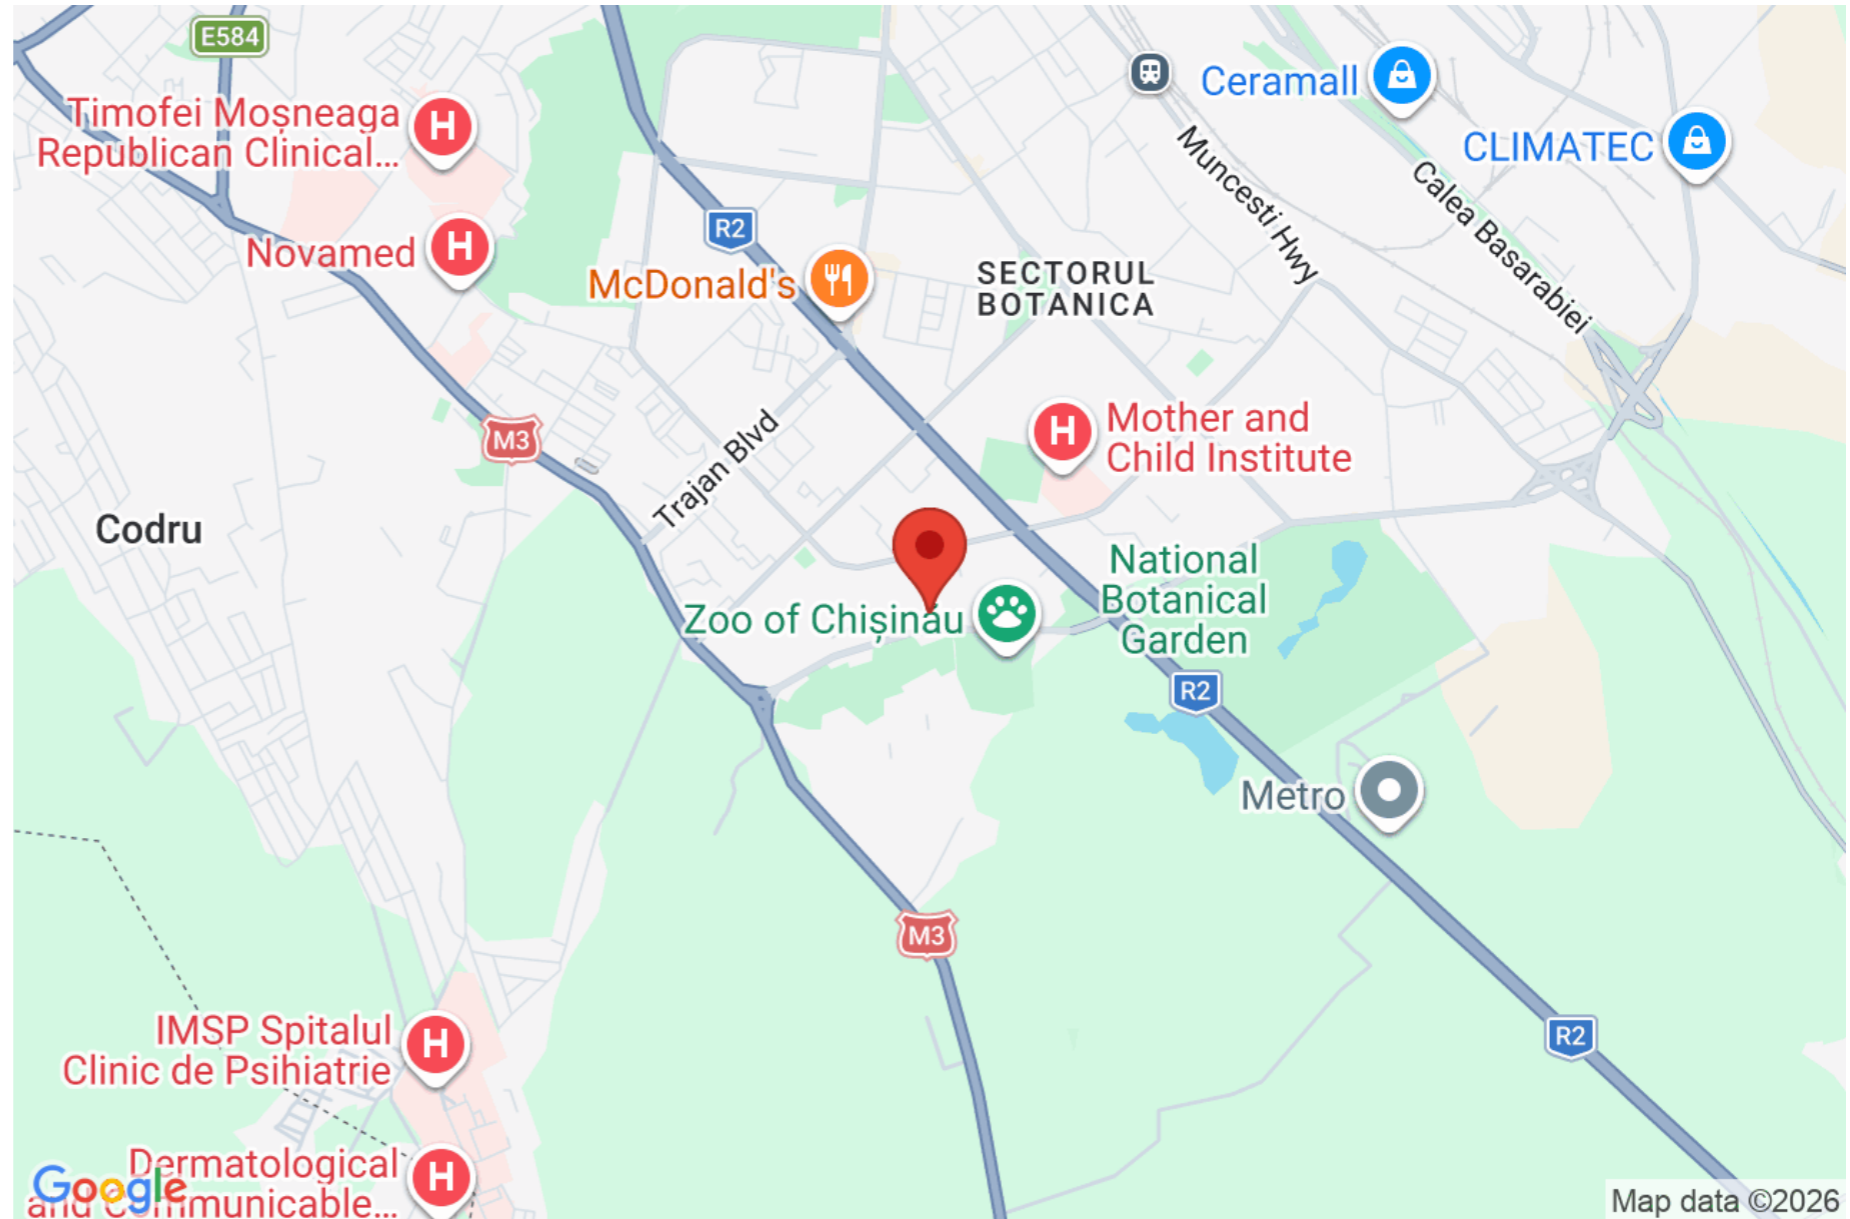 E584
Timofei Moșneaga
Republican Clinical...
Novamed
Ceramall
CLIMATEC
Muncesti Hwy
Calea Basarabiei
R2
McDonald's
SECTORUL
BOTANICA
M3
Trajan Blvd
Mother and
Child Institute
Codru
Zoo of Chișinău
National
Botanical
Garden
R2
Metro
M3
IMSP Spitalul
Clinic de Psihiatrie
R2
Dermatological
and Communicable...
Google
Map data ©2026